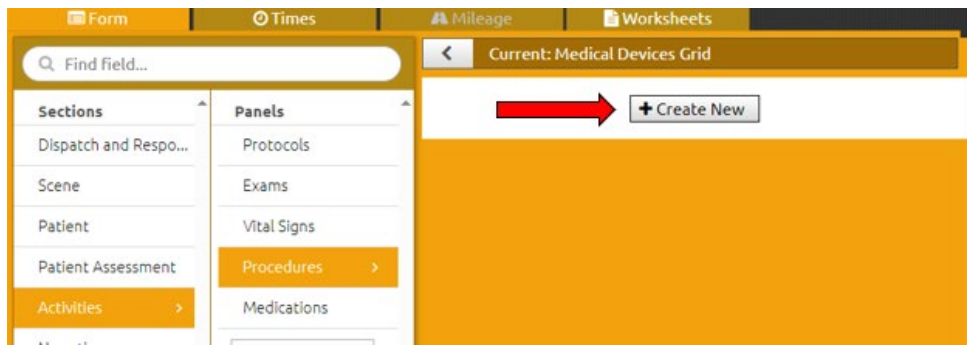 Form
Times
Mileage
Worksheets
Find field...
Current: Medical Devices Grid
Create New
Sections
Dispatch and Respo...
Scene
Patient
Patient Assessment
Activities
Panels
Protocols
Exams
Vital Signs
Procedures
Medications